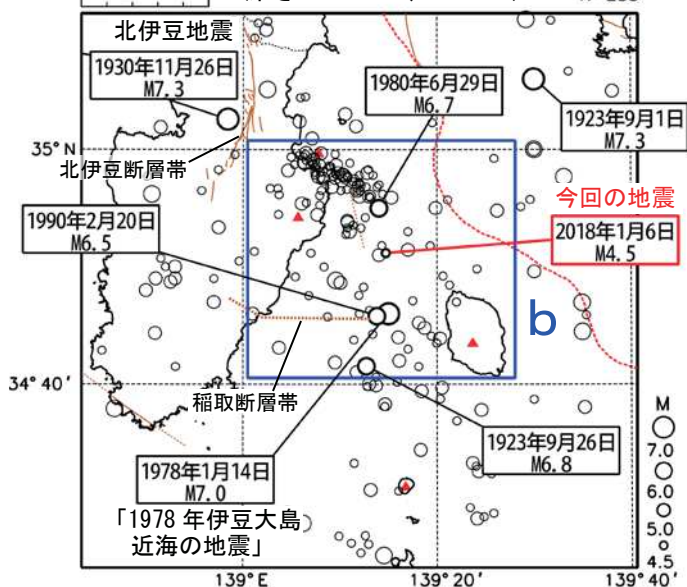 北伊豆地震
1930年11月26日
M7.3
1980年6月29日
M6.7
1923年9月1日
M7.3
35°N
北伊豆断層帯
今回の地震
1990年2月20日
M6.5
2018年1月6日
M4.5
b
34°40'
稲取断層帯
M
7.0
6.0
5.0
4.5
1978年1月14日
M7.0
1923年9月26日
M6.8
「1978 年伊豆大島
近海の地震」
139°E
139°20'
139°40'